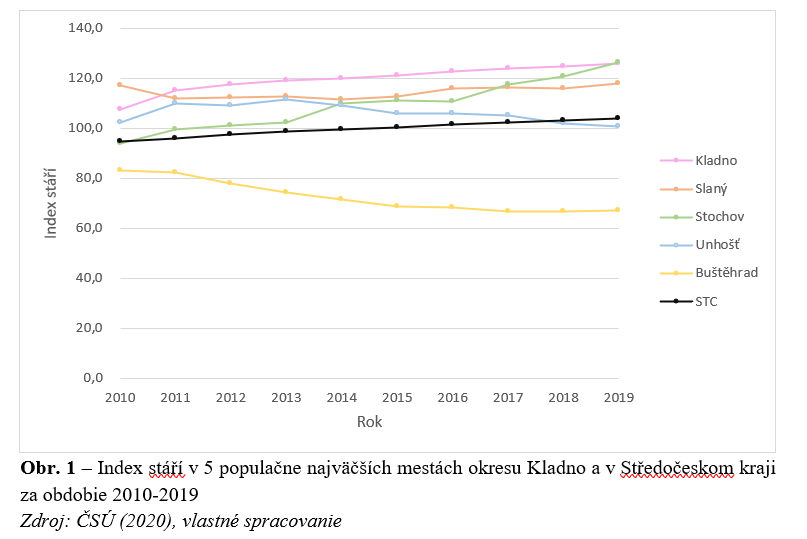 140,0
120,0
100,0
80,0
60,0
40,0
20,0
0,0
Index stáří
2010 2011 2012 2013 2014 2015 2016 2017 2018 2019
Rok
Kladno
Slaný
Stochov
Unhošť
Buštěhrad
STC
Obr. 1 – Index stáří v 5 populačne najväčších mestách okresu Kladno a v Středočeskom kraji
za obdobie 2010-2019
Zdroj: ČSÚ (2020), vlastné spracovanie